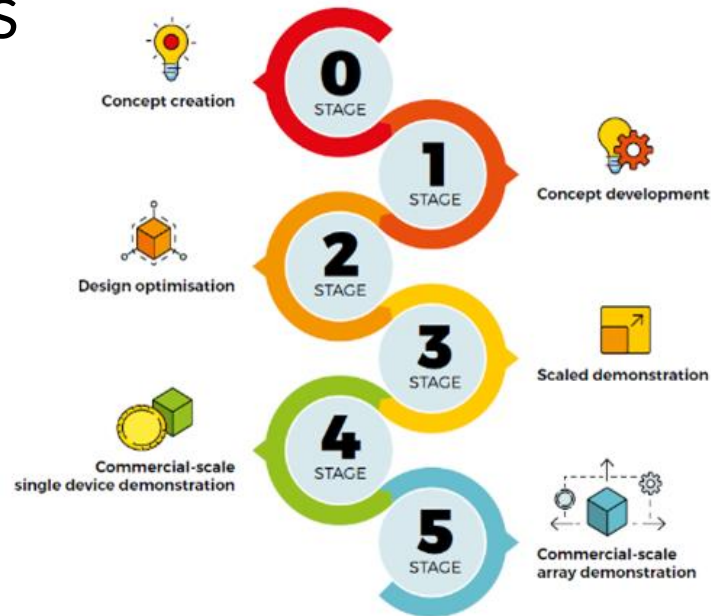 s
0
STAGE
Concept creation
1
STAGE
Concept development
2
STAGE
Design optimisation
3
STAGE
Scaled demonstration
4
STAGE
Commercial-scale
single device demonstration
5
STAGE
Commercial-scale
array demonstration